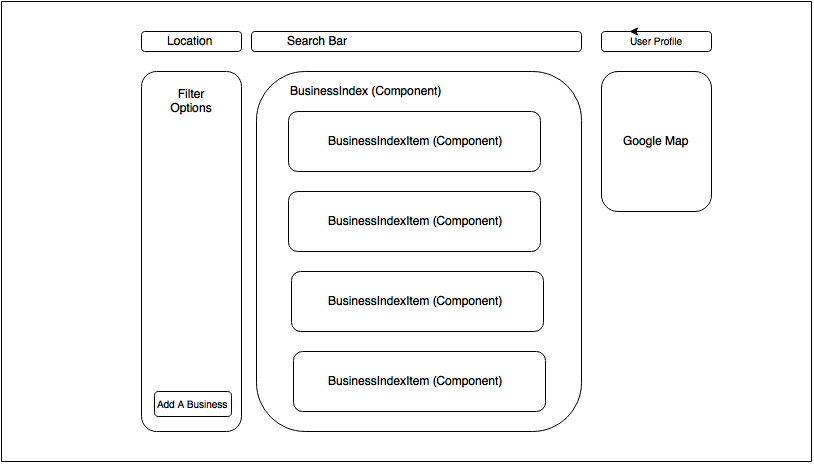 Location
Search Bar
User Profile
Filter
Options
BusinessIndex (Component)
BusinessIndexItem (Component)
BusinessIndexItem (Component)
BusinessIndexItem (Component)
BusinessIndexItem (Component)
Google Map
Add A Business